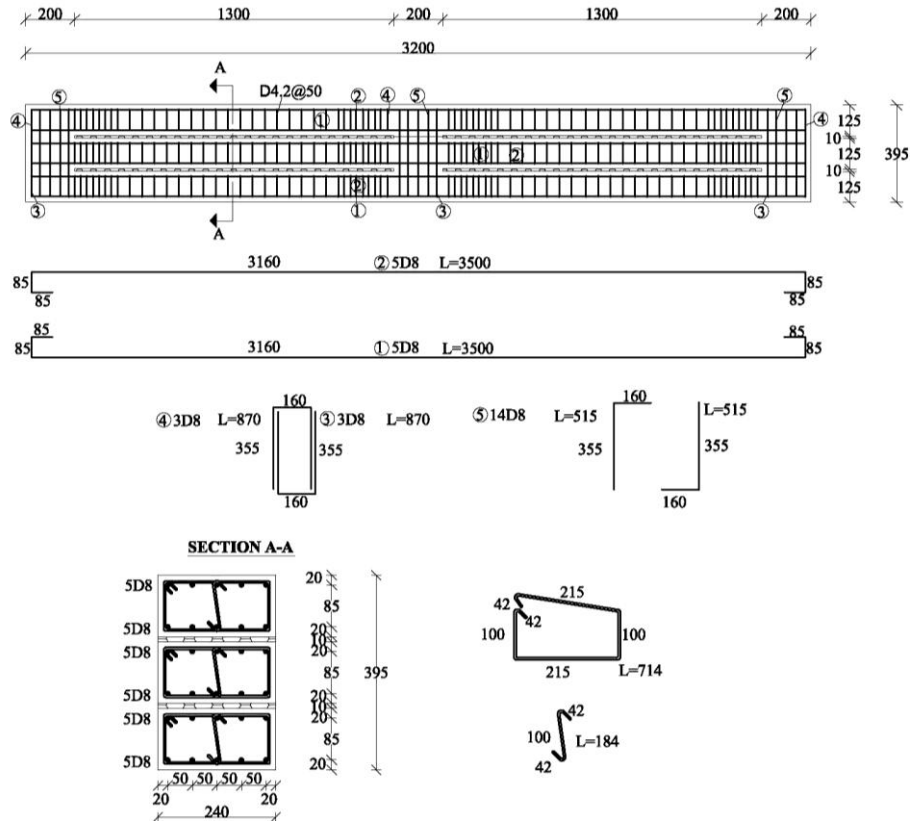 200 1300 200 1300 200
3200
A
⑤ D4.2@50 ② ④ ⑤ ⑤
④ ① ④
125
10
① ② 125 395
10
② 125
③ ① ③ ③
A
3160 ② 5D8 L=3500
85 85
85 85
85 85
85 3160 ① 5D8 L=3500 85
160 160
④ 3D8 L=870 ③ 3D8 L=870 ⑤ 14D8 L=515 L=515
355 355 355 355
160 160
SECTION A-A
5D8 20
85
5D8 20
10
5D8 20
85 395
5D8 20
10
5D8 20
85
5D8 20
50 50 50 50
20 20
240
215
42
42
100 100
215 L=714
42
100 L=184
42